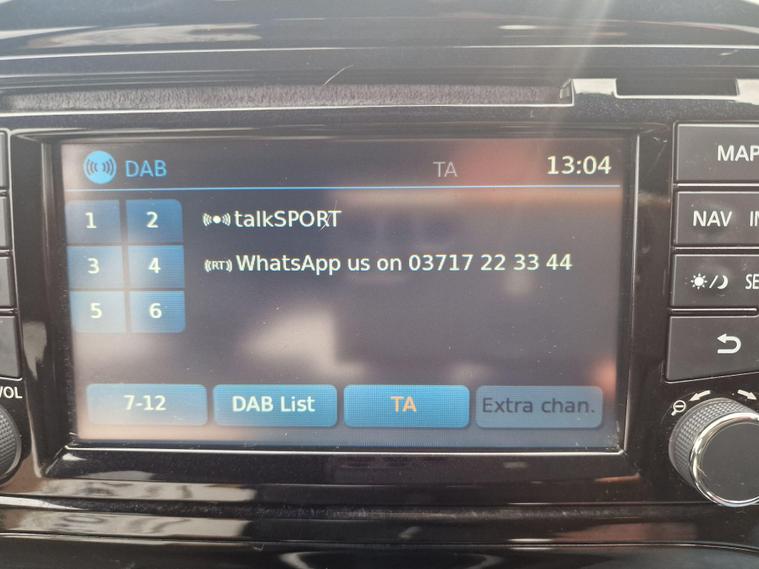 DAB TA 13:04
MAP
1 2 talkSPORT
NAV
3 4 (RT) WhatsApp us on 03717 22 33 44
5 6
VOL
7-12 DAB List TA Extra chan.